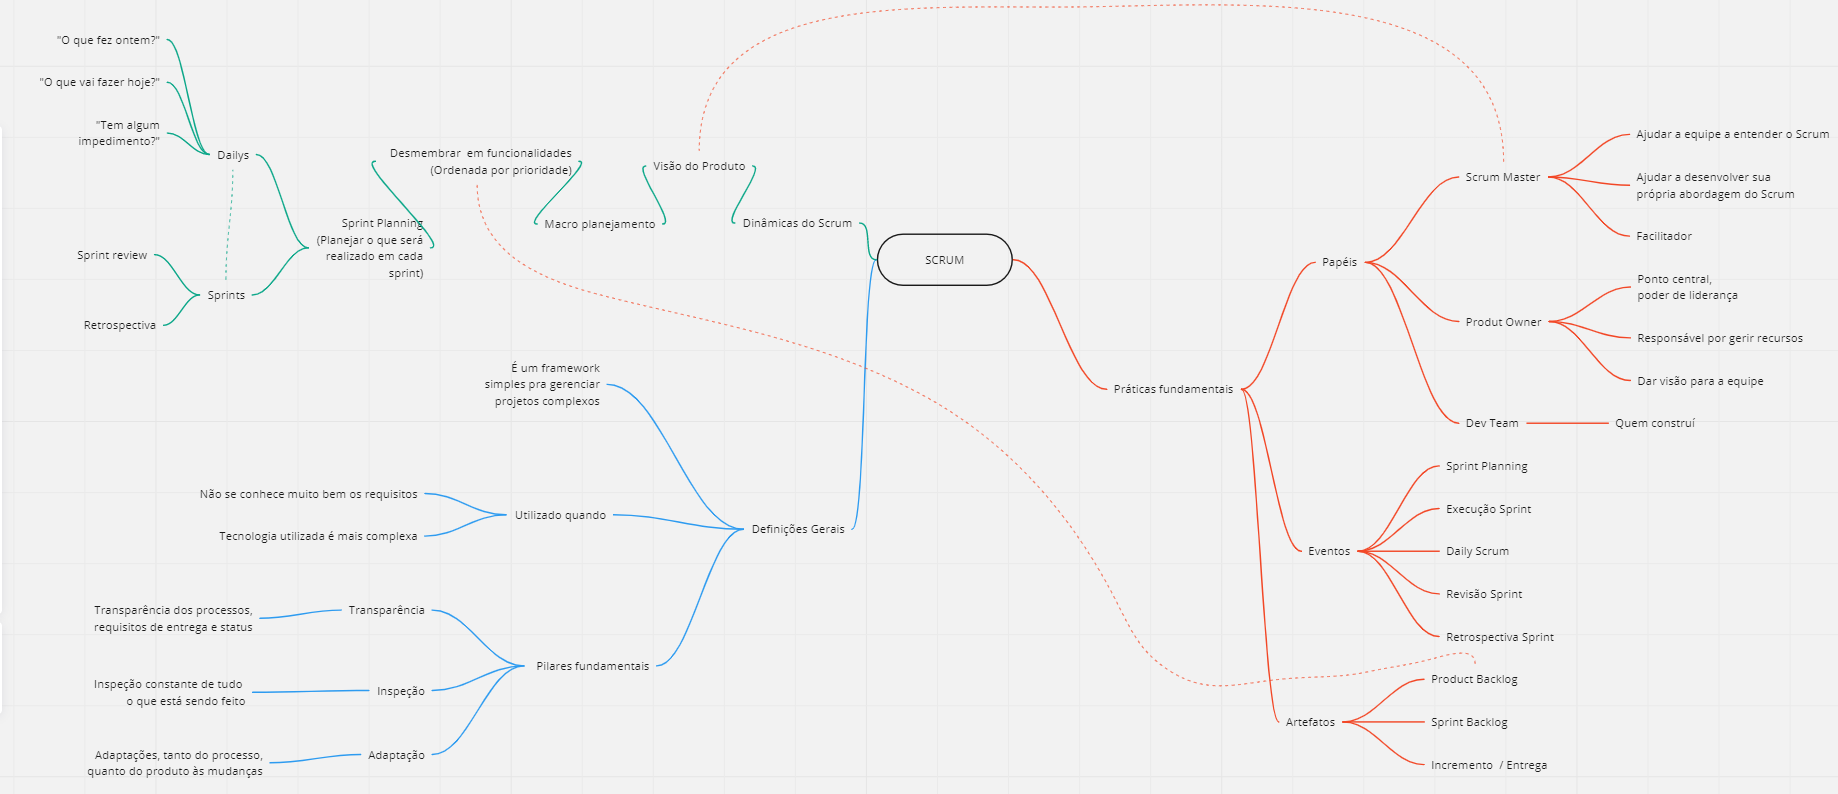 "O que fez ontem?"
"O que vai fazer hoje?"
"Tem algum
impedimento?"
Dailys
Sprint review
Sprints
Retrospectiva
Desmembrar em funcionalidades
(Ordenada por prioridade)
Sprint Planning
(Planejar o que será
realizado em cada
sprint)
Visão do Produto
Macro planejamento
Dinâmicas do Scrum
SCRUM
É um framework
simples pra gerenciar
projetos complexos
Não se conhece muito bem os requisitos
Utilizado quando
Tecnologia utilizada é mais complexa
Definições Gerais
Transparência dos processos,
requisitos de entrega e status
Transparência
Pilares fundamentais
Inspeção constante de tudo
o que está sendo feito
Inspeção
Adaptações, tanto do processo,
quanto do produto às mudanças
Adaptação
Práticas fundamentais
Papéis
Scrum Master
Ajudar a equipe a entender o Scrum
Ajudar a desenvolver sua
própria abordagem do Scrum
Facilitador
Produt Owner
Ponto central,
poder de liderança
Responsável por gerir recursos
Dar visão para a equipe
Dev Team
Quem construí
Eventos
Sprint Planning
Execução Sprint
Daily Scrum
Revisão Sprint
Retrospectiva Sprint
Artefatos
Product Backlog
Sprint Backlog
Incremento / Entrega